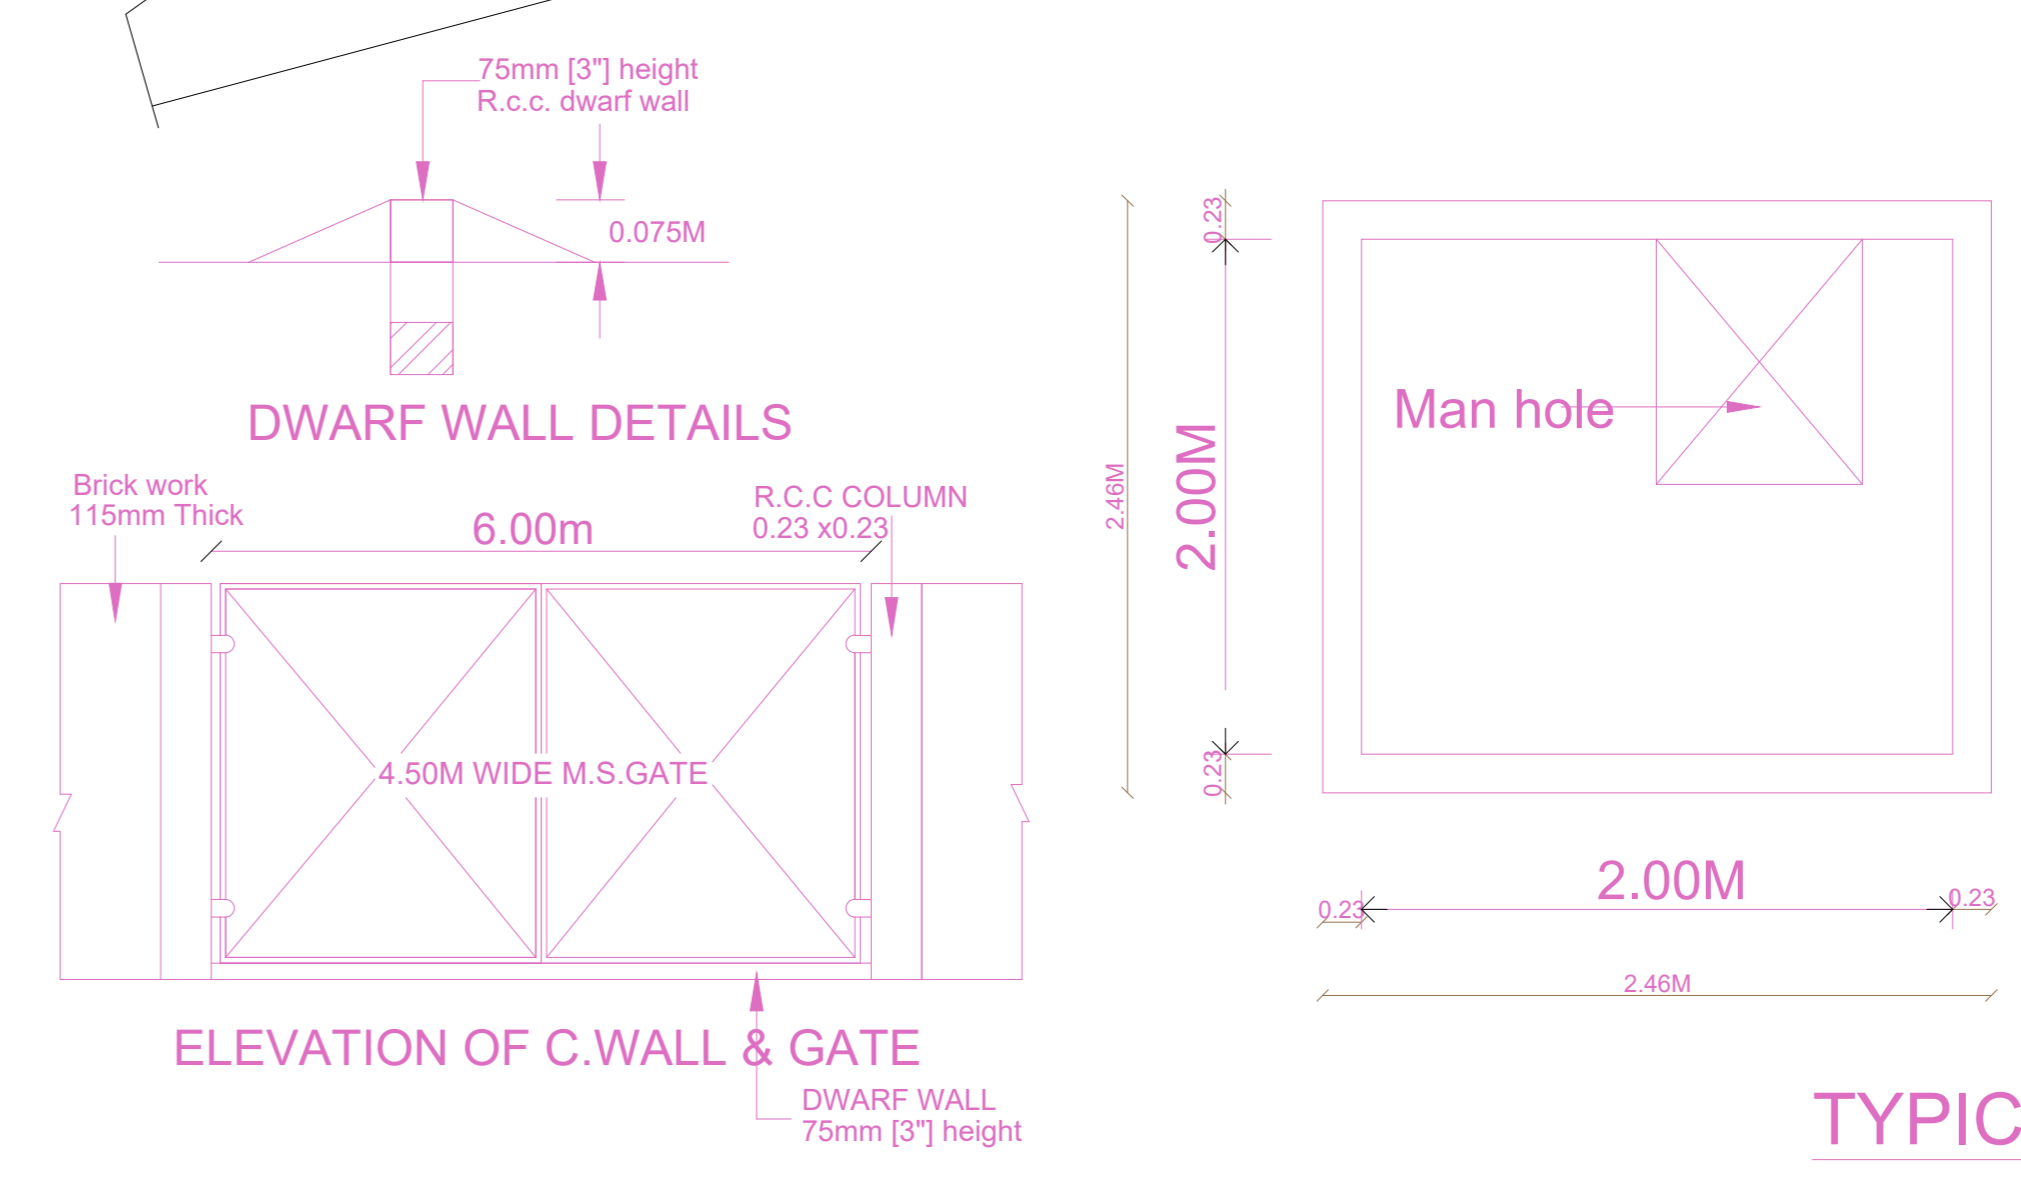 75mm [3"] height
R.c.c. dwarf wall
0.075M
DWARF WALL DETAILS
Brick work
115mm Thick
6.00m
R.C.C COLUMN
0.23 x0.23
4.50M WIDE M.S.GATE
ELEVATION OF C.WALL & GATE
DWARF WALL
75mm [3"] height
0.23
2.46M
2.00M
0.23
Man hole
2.00M
0.23
0.23
2.46M
TYPIC